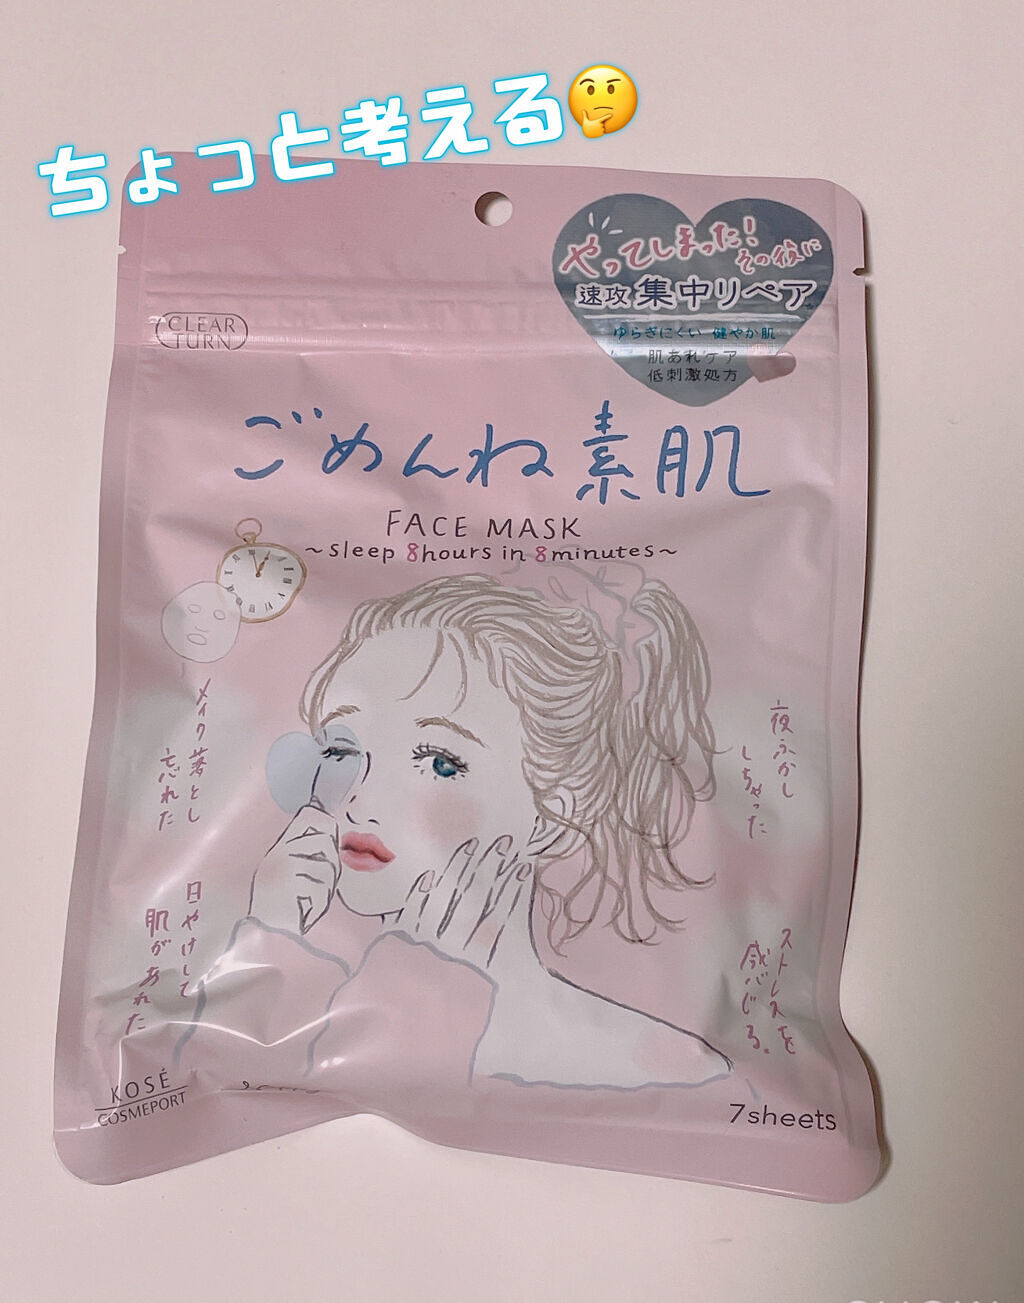 ちょっと考える🤔
やってしまった!
その夜に
速攻 集中リペア
ゆらぎにくい 健やか肌
肌あれケア
低刺激処方
CLEAR
TURN
ごめんね素肌
FACE MASK
~sleep 8hours in 8minutes~
メイク落とし
忘れた
夜ふかし
しちゃった
日やけして
肌があれた
ストレスを
感じる。
KOSÉ
COSMEPORT
7sheets